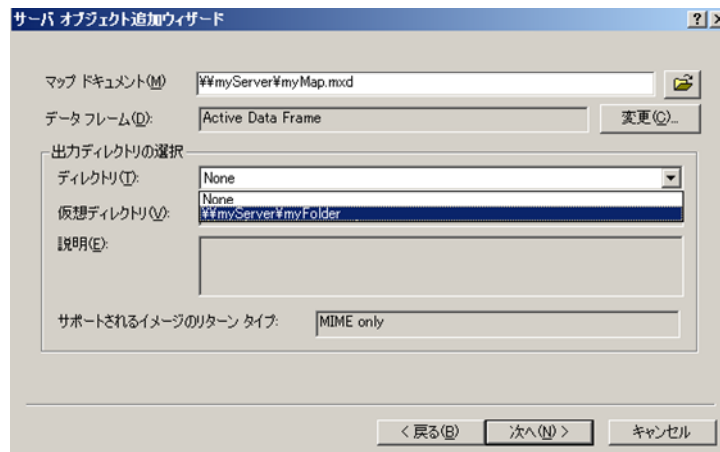 サーバ オブジェクト追加ウィザード
マップ ドキュメント(M) ¥¥myServer¥myMap.mxd
データ フレーム(D): Active Data Frame 変更(C)...
出力ディレクトリの選択
ディレクトリ(T): None
None
仮想ディレクトリ(V): ¥¥myServer¥myFolder
説明(E):
サポートされるイメージのリターン タイプ: MIME only
< 戻る(B) 次へ(N) > キャンセル